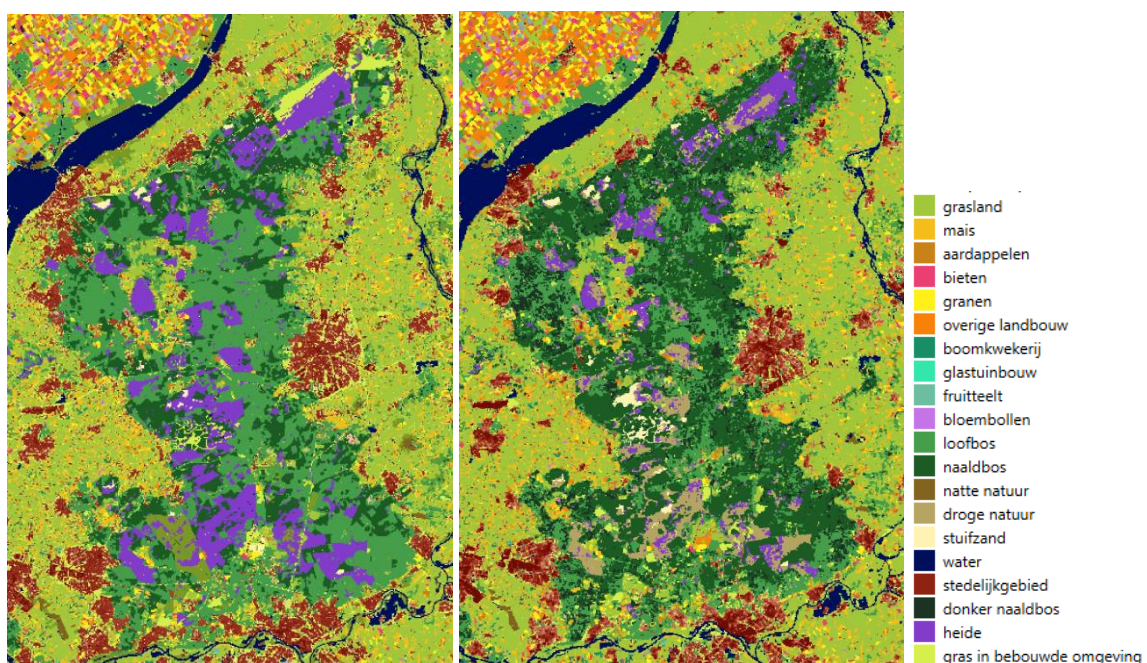 grasland
mais
aardappelen
bieten
granen
overige landbouw
boomkwekerij
glastuinbouw
fruitteelt
bloembollen
loofbos
naaldbos
natte natuur
droge natuur
stuifzand
water
stedelijkgebied
donker naaldbos
heide
gras in bebouwde omgeving